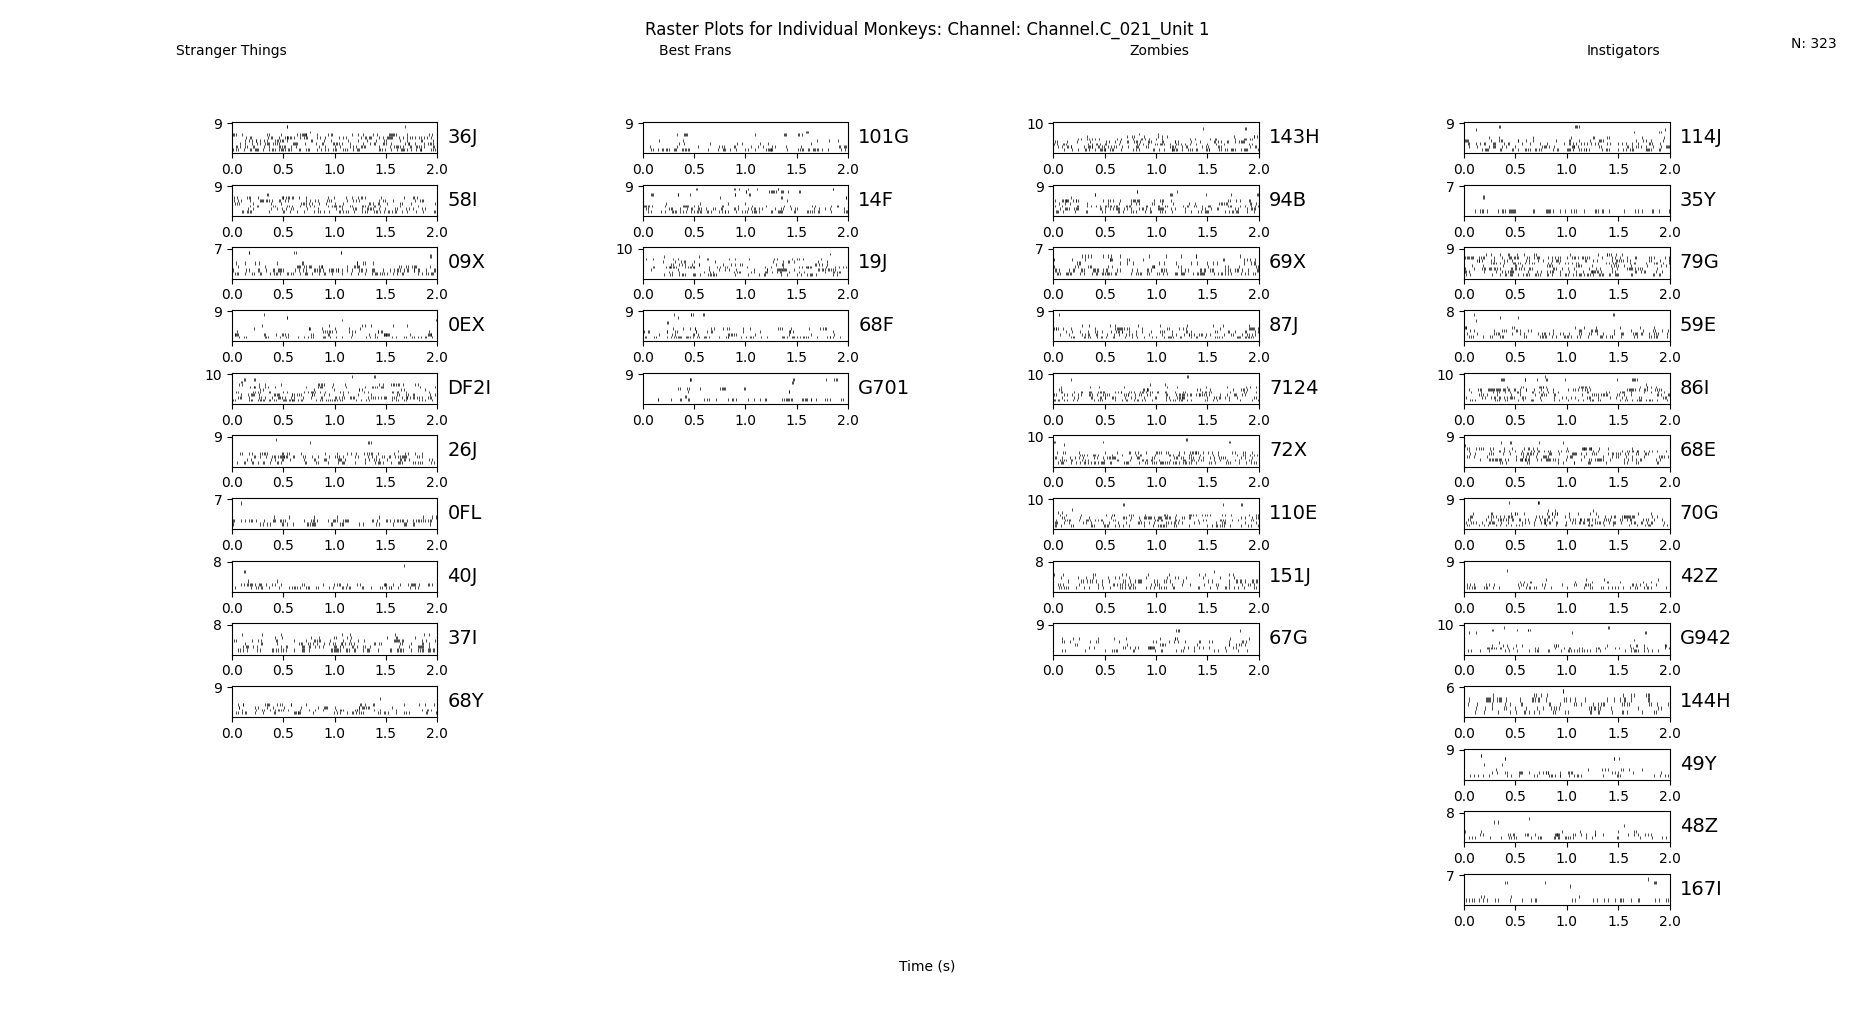 Raster Plots for Individual Monkeys: Channel: Channel.C_021_Unit 1
Stranger Things Best Frans Zombies Instigators N: 323
9 36J 9 101G 10 143H 9 114J
0.0 0.5 1.0 1.5 2.0 0.0 0.5 1.0 1.5 2.0 0.0 0.5 1.0 1.5 2.0 0.0 0.5 1.0 1.5 2.0
9 58I 9 14F 9 94B 7 35Y
0.0 0.5 1.0 1.5 2.0 0.0 0.5 1.0 1.5 2.0 0.0 0.5 1.0 1.5 2.0 0.0 0.5 1.0 1.5 2.0
7 09X 10 19J 7 69X 9 79G
0.0 0.5 1.0 1.5 2.0 0.0 0.5 1.0 1.5 2.0 0.0 0.5 1.0 1.5 2.0 0.0 0.5 1.0 1.5 2.0
9 0EX 9 68F 9 87J 8 59E
0.0 0.5 1.0 1.5 2.0 0.0 0.5 1.0 1.5 2.0 0.0 0.5 1.0 1.5 2.0 0.0 0.5 1.0 1.5 2.0
10 DF2I 9 G701 10 7124 10 86I
0.0 0.5 1.0 1.5 2.0 0.0 0.5 1.0 1.5 2.0 0.0 0.5 1.0 1.5 2.0 0.0 0.5 1.0 1.5 2.0
9 26J 10 72X 9 68E
0.0 0.5 1.0 1.5 2.0 0.0 0.5 1.0 1.5 2.0 0.0 0.5 1.0 1.5 2.0
7 0FL 10 110E 9 70G
0.0 0.5 1.0 1.5 2.0 0.0 0.5 1.0 1.5 2.0 0.0 0.5 1.0 1.5 2.0
8 40J 8 151J 9 42Z
0.0 0.5 1.0 1.5 2.0 0.0 0.5 1.0 1.5 2.0 0.0 0.5 1.0 1.5 2.0
8 37I 9 67G 10 G942
0.0 0.5 1.0 1.5 2.0 0.0 0.5 1.0 1.5 2.0 0.0 0.5 1.0 1.5 2.0
9 68Y 6 144H
0.0 0.5 1.0 1.5 2.0 0.0 0.5 1.0 1.5 2.0
9 49Y
0.0 0.5 1.0 1.5 2.0
8 48Z
0.0 0.5 1.0 1.5 2.0
7 167I
0.0 0.5 1.0 1.5 2.0
Time (s)